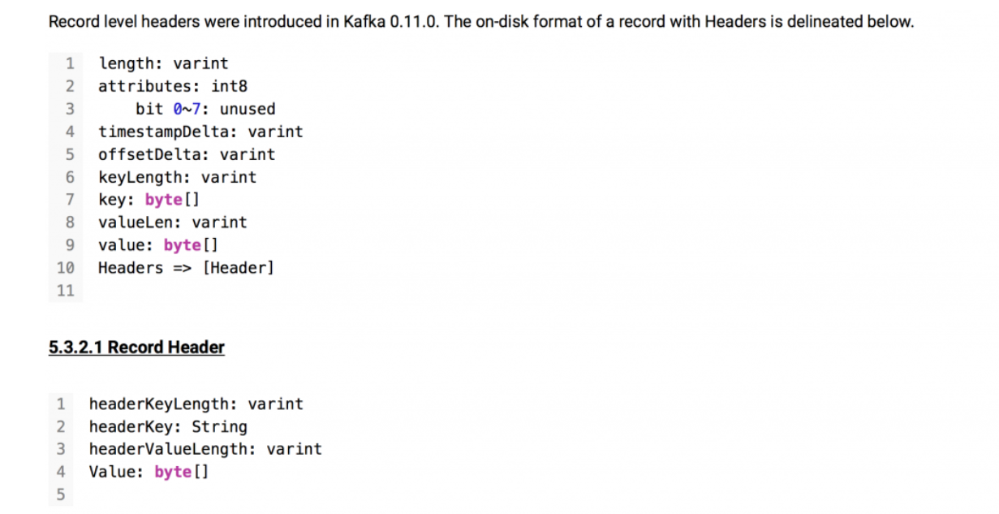 Record level headers were introduced in Kafka 0.11.0. The on-disk format of a record with Headers is delineated below.
1 length: varint
2 attributes: int8
3 bit 0~7: unused
4 timestampDelta: varint
5 offsetDelta: varint
6 keyLength: varint
7 key: byte[]
8 valueLen: varint
9 value: byte[]
10 Headers => [Header]
11
5.3.2.1 Record Header
1 headerKeyLength: varint
2 headerKey: String
3 headerValueLength: varint
4 Value: byte[]
5